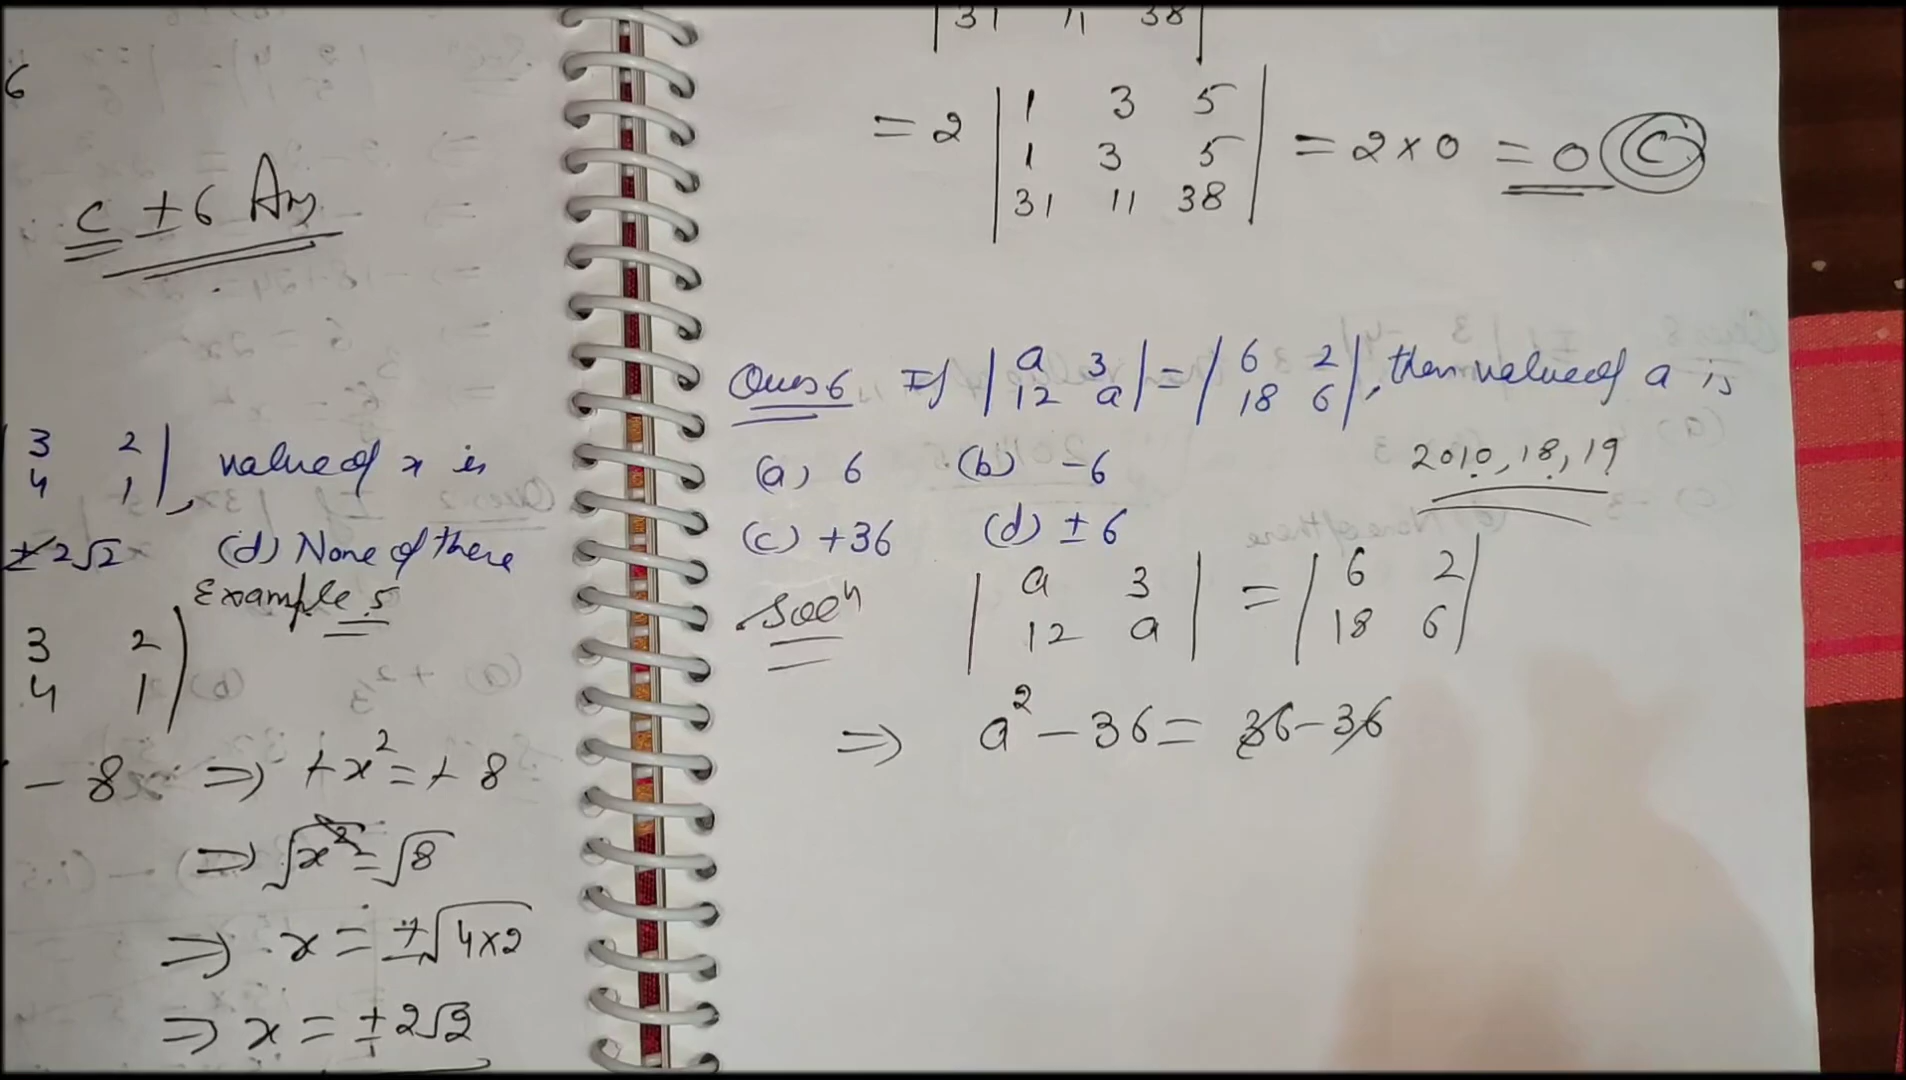 6
c ±6 Ans
3 2
4 1 |, value of x is
±2√2 (d) None of there
Example 5
3 2
4 1 |
- 8 ⇒ +x² = + 8
⇒ √x² = √8
⇒ x = ±√4×2
⇒ x = ±2√2
| 31 11 38 |
= 2 | 1 3 5 | = 2×0 = 0 (C)
| 1 3 5 |
| 31 11 38 |
Ques 6 If | a 3 | = | 6 2 |, then value of a is
| 12 a | | 18 6 |
(a) 6 (b) -6
2010, 18, 19
(c) +36 (d) ±6
Soln | a 3 | = | 6 2 |
| 12 a | | 18 6 |
⇒ a² - 36 = 36 - 36